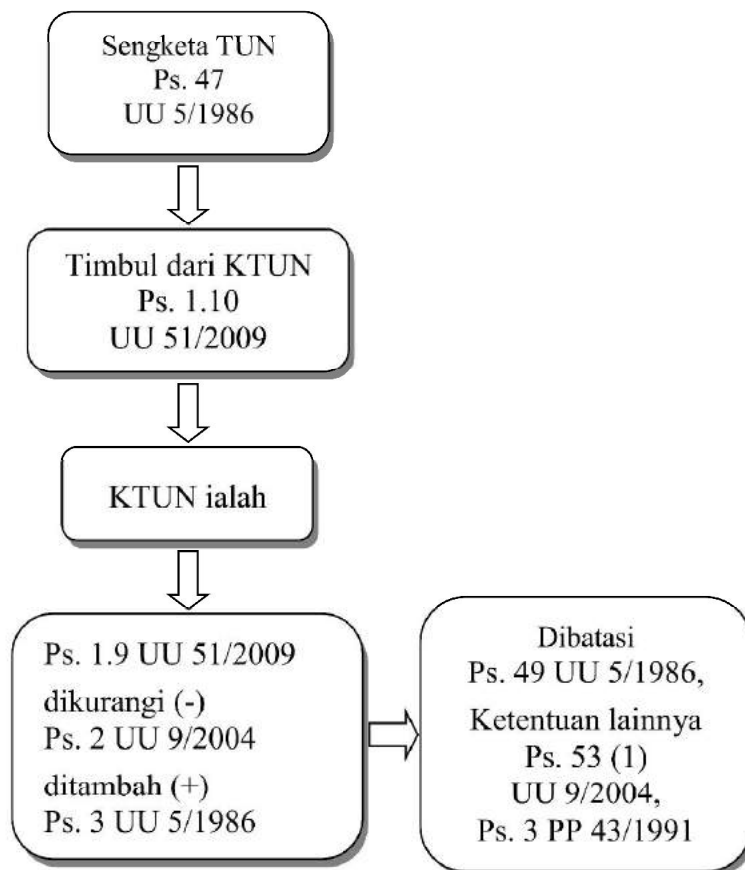 Sengketa TUN
Ps. 47
UU 5/1986
Timbul dari KTUN
Ps. 1.10
UU 51/2009
KTUN ialah
Ps. 1.9 UU 51/2009
dikurangi (-)
Ps. 2 UU 9/2004
ditambah (+)
Ps. 3 UU 5/1986
Dibatasi
Ps. 49 UU 5/1986,
Ketentuan lainnya
Ps. 53 (1)
UU 9/2004,
Ps. 3 PP 43/1991